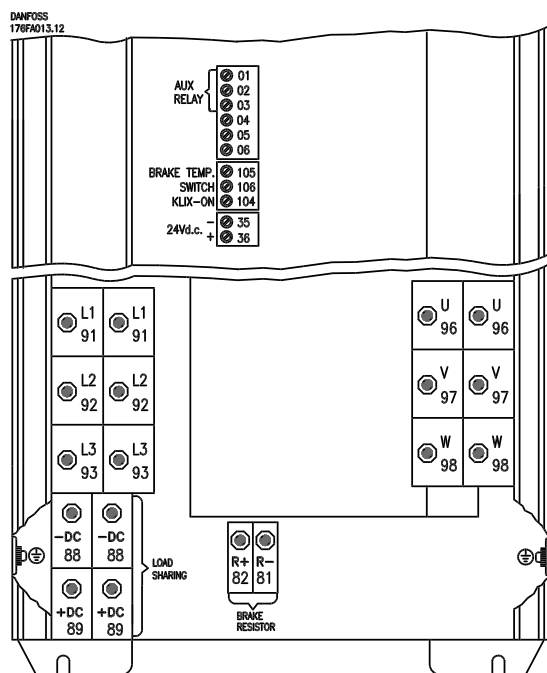 DANFOSS
176FA013.12
AUX
RELAY
01
02
03
04
05
06
BRAKE TEMP. 105
SWITCH 106
KLIX-ON 104
24Vd.c. - 35
+ 36
L1 L1 U U
91 91 96 96
L2 L2 V V
92 92 97 97
L3 L3 W W
93 93 98 98
-DC -DC
88 88
LOAD
SHARING
+DC +DC
89 89
R+ R-
82 81
BRAKE
RESISTOR